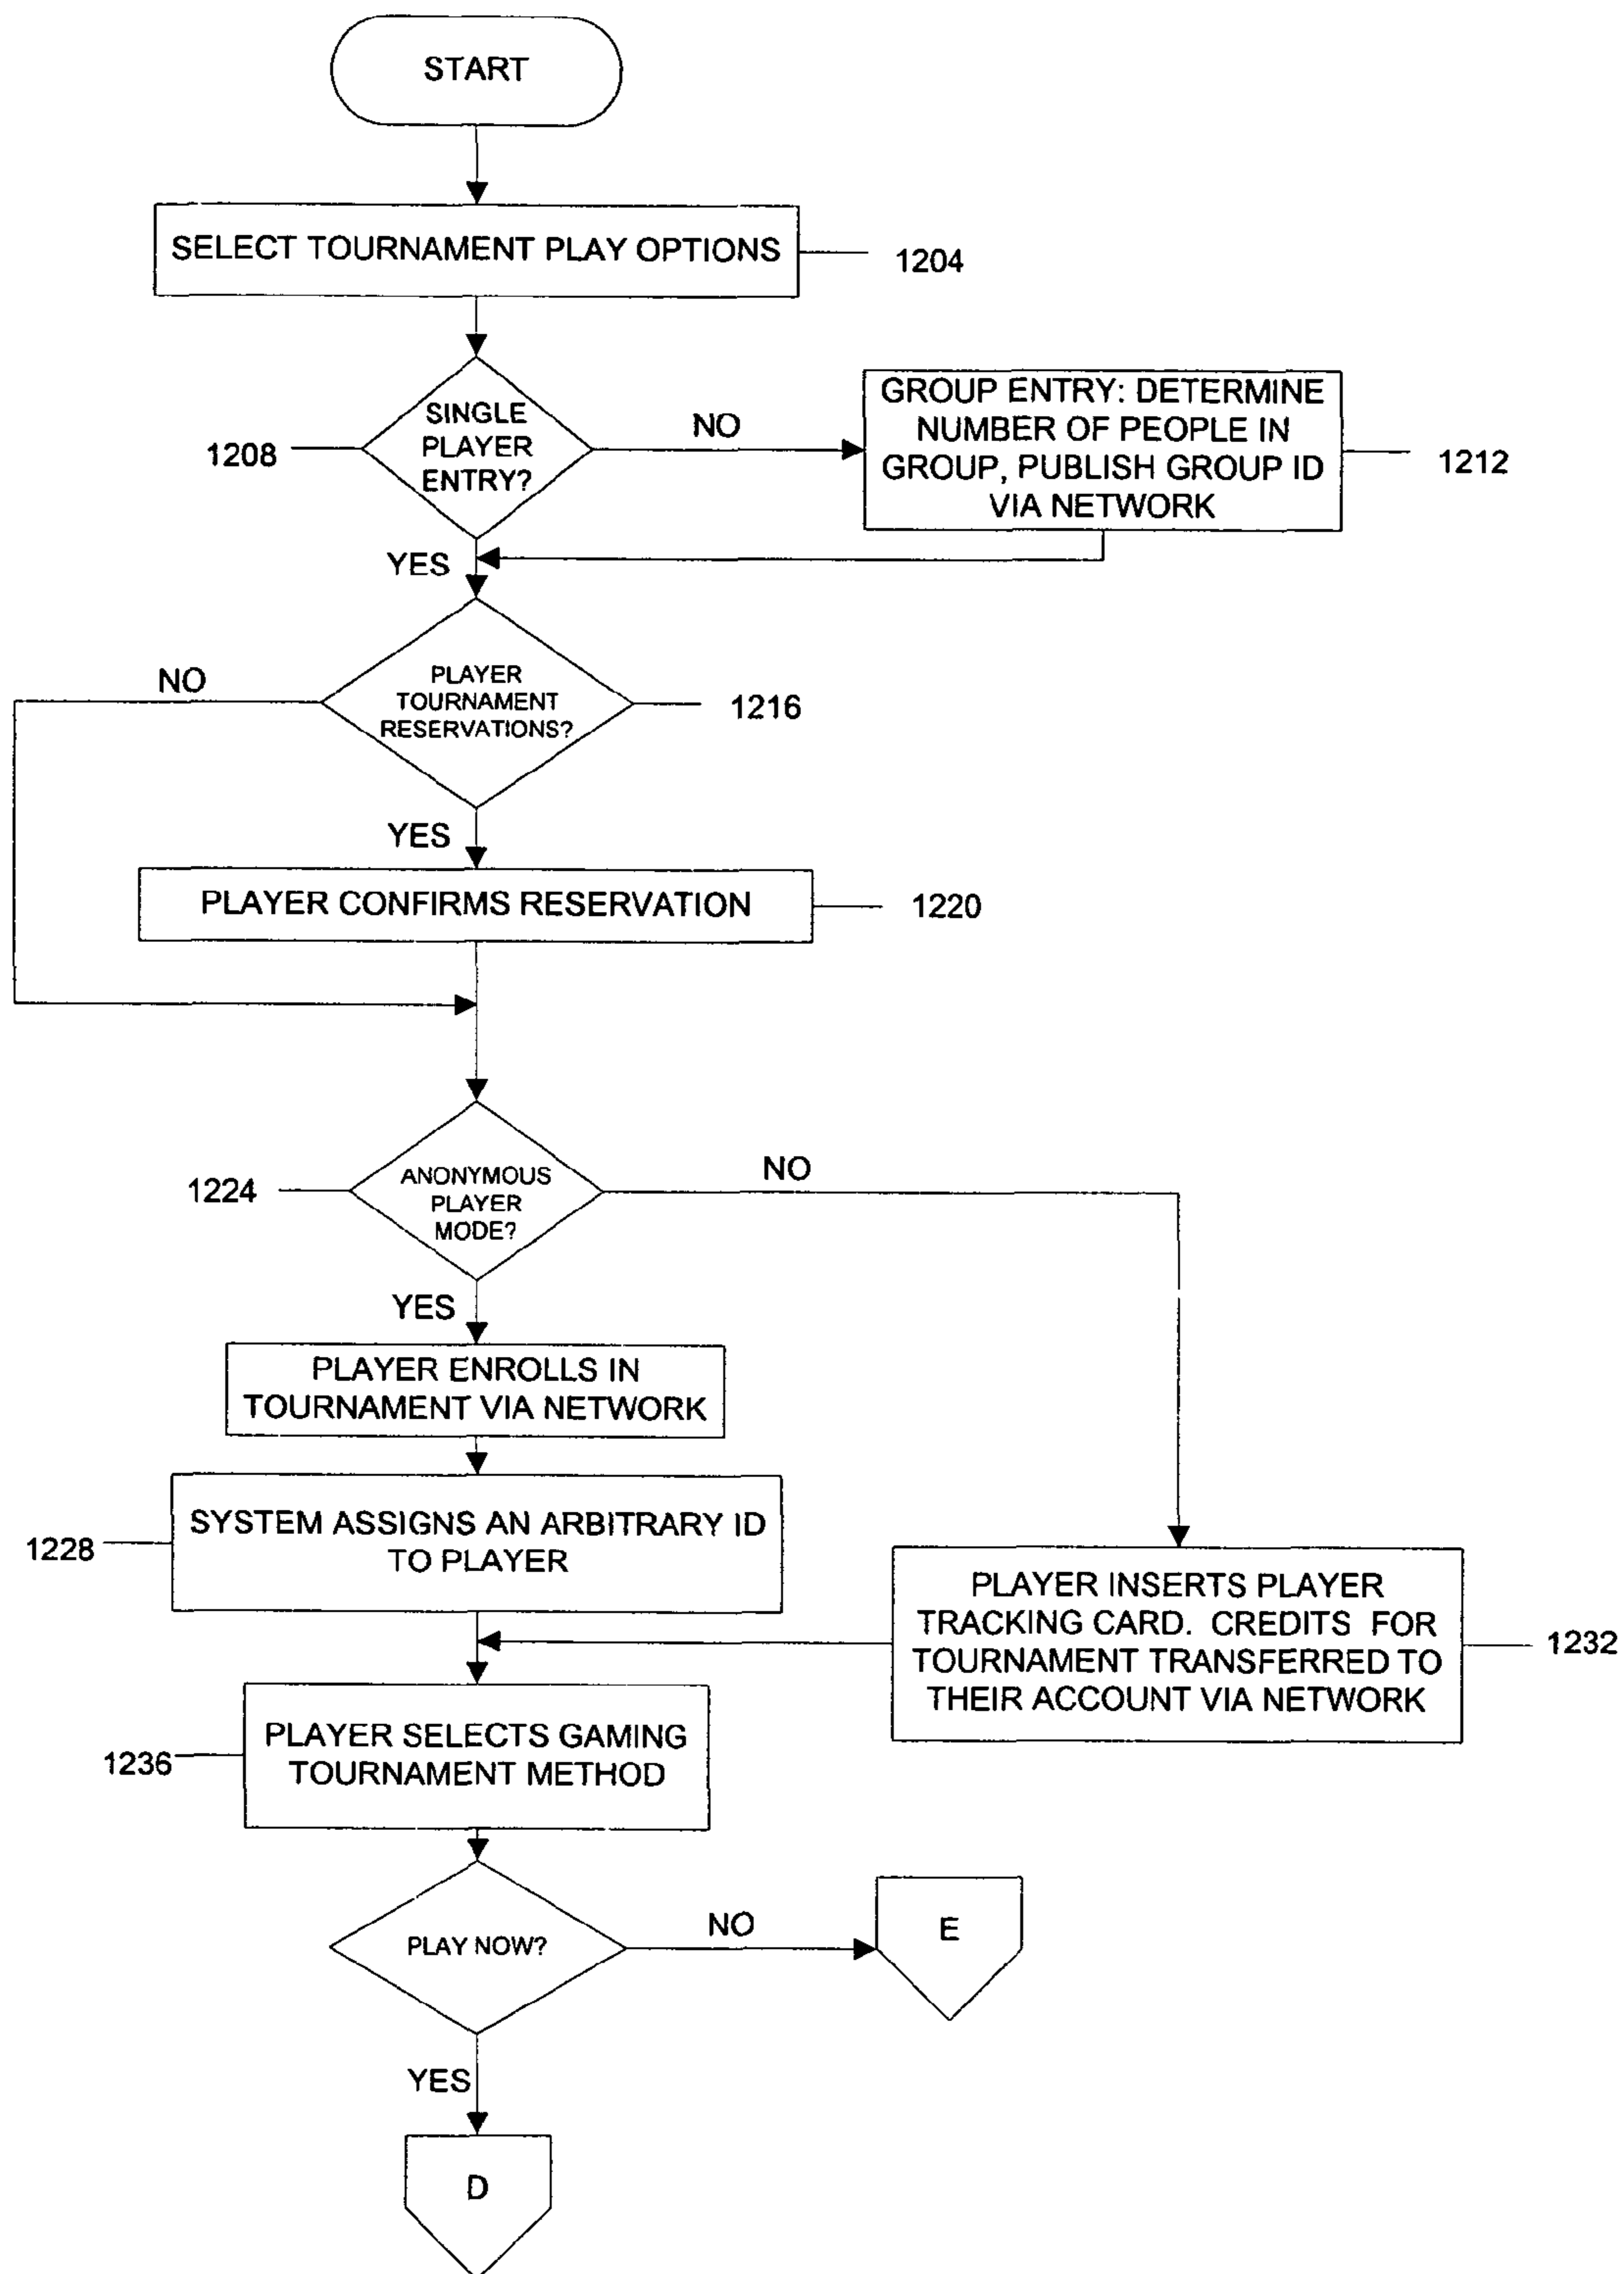 START
SELECT TOURNAMENT PLAY OPTIONS
1204
SINGLE
PLAYER
ENTRY?
1208
NO
GROUP ENTRY: DETERMINE
NUMBER OF PEOPLE IN
GROUP, PUBLISH GROUP ID
VIA NETWORK
1212
YES
NO
PLAYER
TOURNAMENT
RESERVATIONS?
1216
YES
PLAYER CONFIRMS RESERVATION
1220
1224
ANONYMOUS
PLAYER
MODE?
NO
YES
PLAYER ENROLLS IN
TOURNAMENT VIA NETWORK
1228
SYSTEM ASSIGNS AN ARBITRARY ID
TO PLAYER
PLAYER INSERTS PLAYER
TRACKING CARD. CREDITS FOR
TOURNAMENT TRANSFERRED TO
THEIR ACCOUNT VIA NETWORK
1232
1236
PLAYER SELECTS GAMING
TOURNAMENT METHOD
PLAY NOW?
NO
E
YES
D